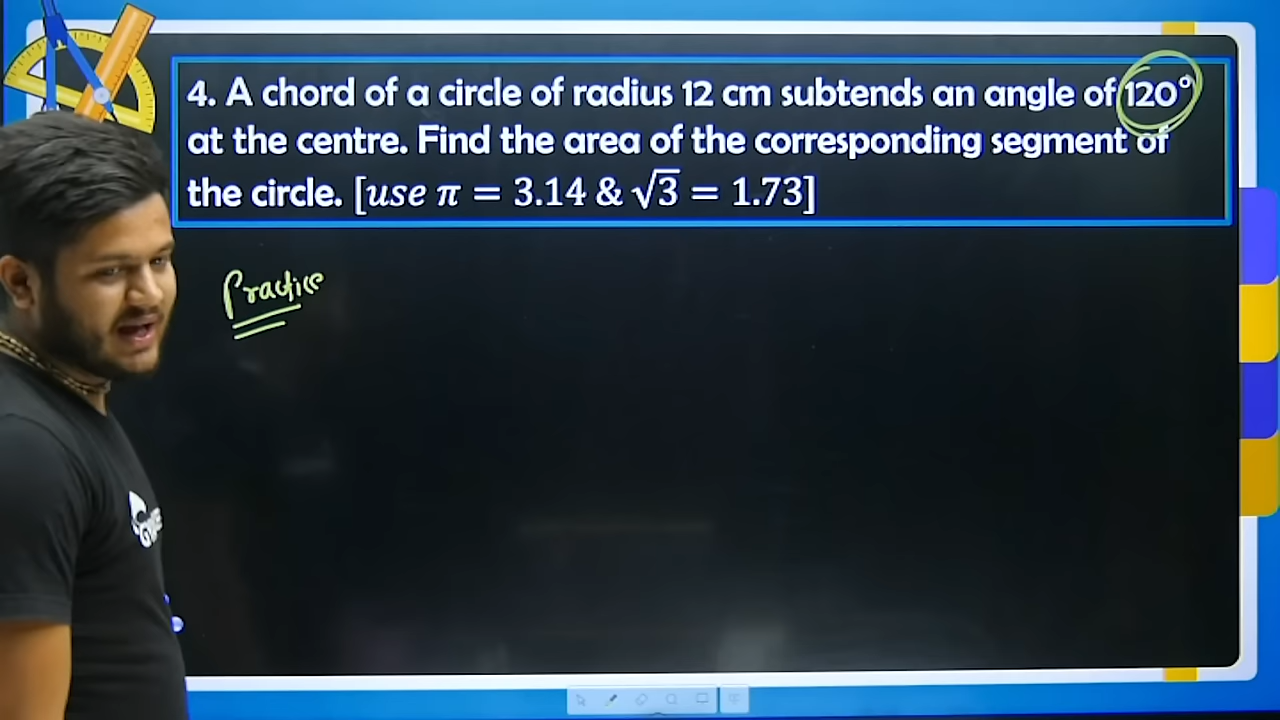 4. A chord of a circle of radius 12 cm subtends an angle of 120°
at the centre. Find the area of the corresponding segment of
the circle. [use π = 3.14 & √3 = 1.73]
Practice